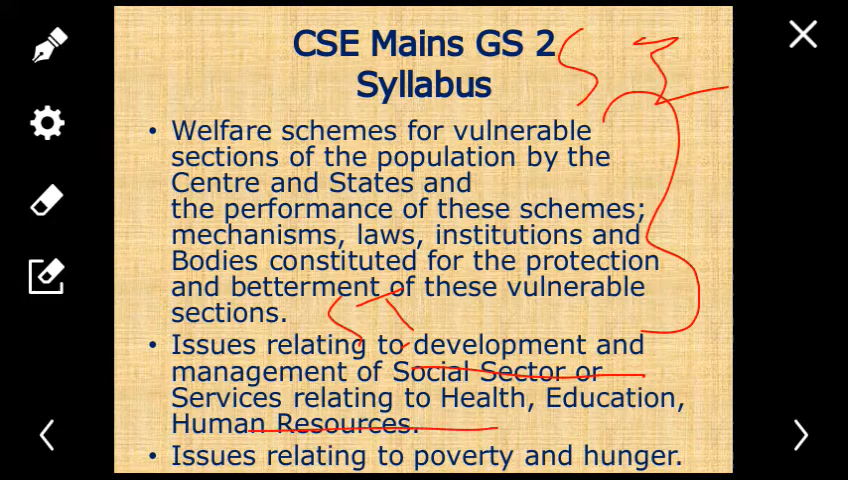 CSE Mains GS 2
Syllabus
• Welfare schemes for vulnerable
sections of the population by the
Centre and States and
the performance of these schemes;
mechanisms, laws, institutions and
Bodies constituted for the protection
and betterment of these vulnerable
sections.
• Issues relating to development and
management of Social Sector or
Services relating to Health, Education,
Human Resources.
• Issues relating to poverty and hunger.